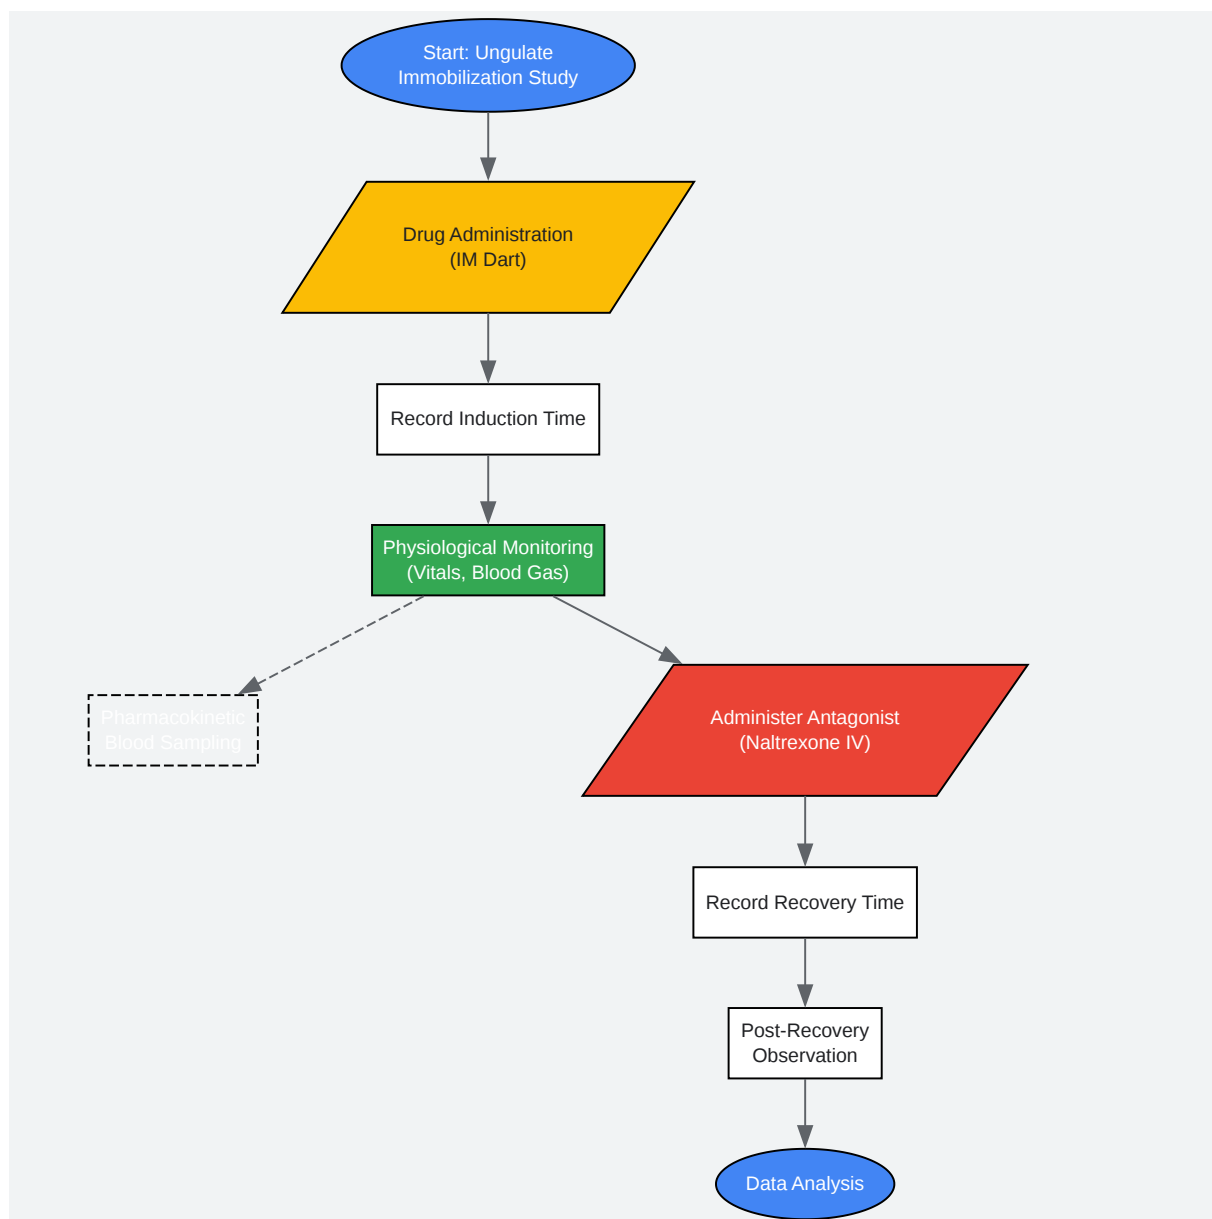 Start: Ungulate
Immobilization Study
Drug Administration
(IM Dart)
Record Induction Time
Physiological Monitoring
(Vitals, Blood Gas)
Pharmacokinetic
Blood Sampling
Administer Antagonist
(Naltrexone IV)
Record Recovery Time
Post-Recovery
Observation
Data Analysis